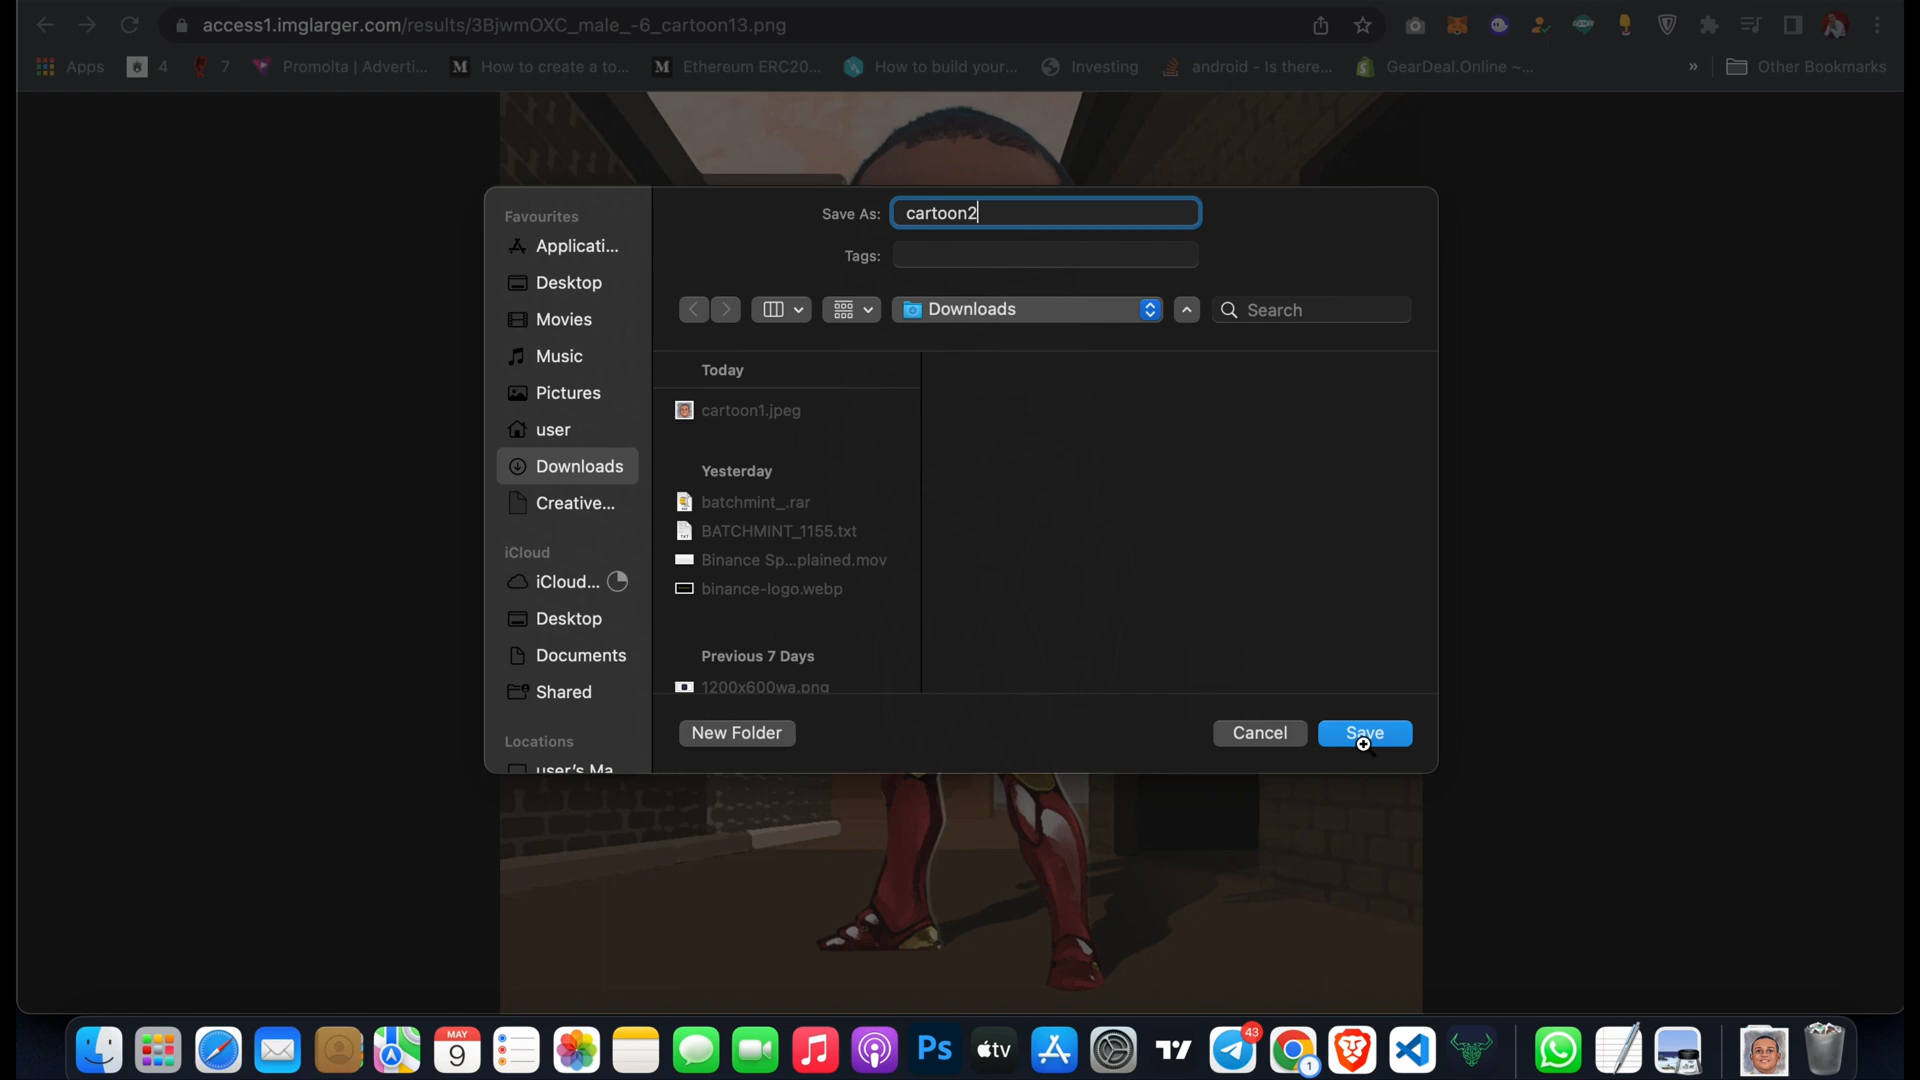 access1.imglarger.com/results/3BjwmOXC_male_-6_cartoon13.png
Apps
4
7
Promolta | Adverti...
M How to create a to...
M Ethereum ERC20...
How to build your...
Investing
android - Is there...
GearDeal.Online ~...
»
Other Bookmarks
Favourites
Applicati...
Desktop
Movies
Music
Pictures
user
Downloads
Creative...
iCloud
iCloud...
Desktop
Documents
Shared
Locations
user's Ma
Save As: cartoon2
Tags:
Downloads
Search
Today
cartoon1.jpeg
Yesterday
batchmint_.rar
BATCHMINT_1155.txt
Binance Sp...plained.mov
binance-logo.webp
Previous 7 Days
1200x600wa.png
New Folder
Cancel
Save
MAY
9
Ps
tv
43
1